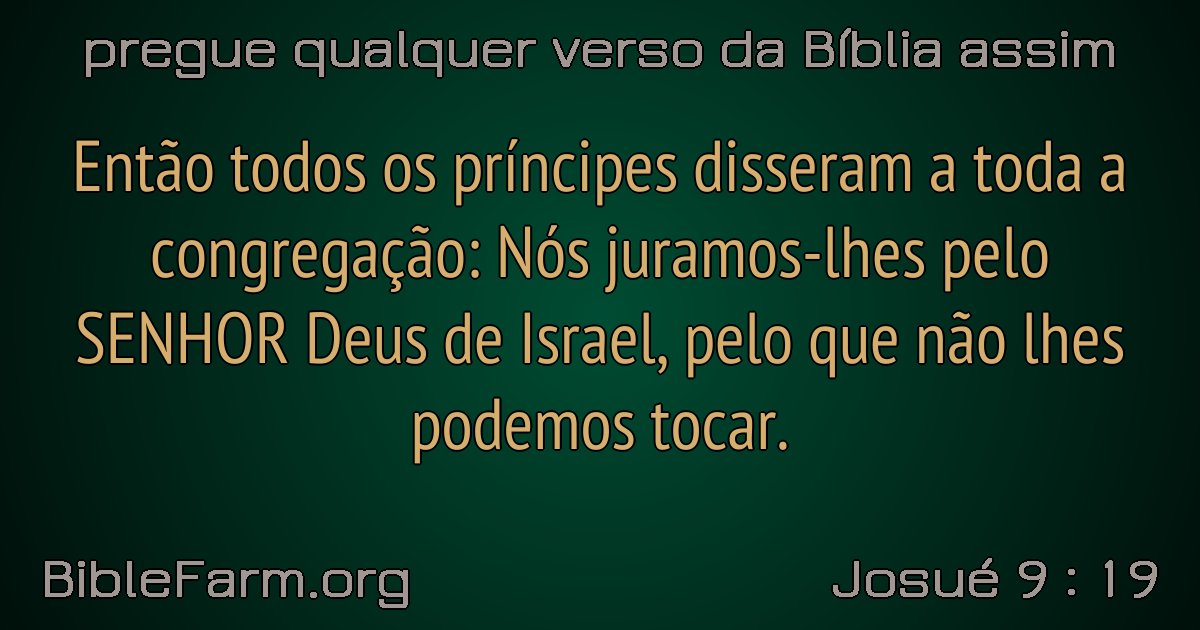 pregue qualquer verso da Bíblia assim
Então todos os príncipes disseram a toda a
congregação: Nós juramos-lhes pelo
SENHOR Deus de Israel, pelo que não lhes
podemos tocar.
BibleFarm.org
Josué 9 : 19